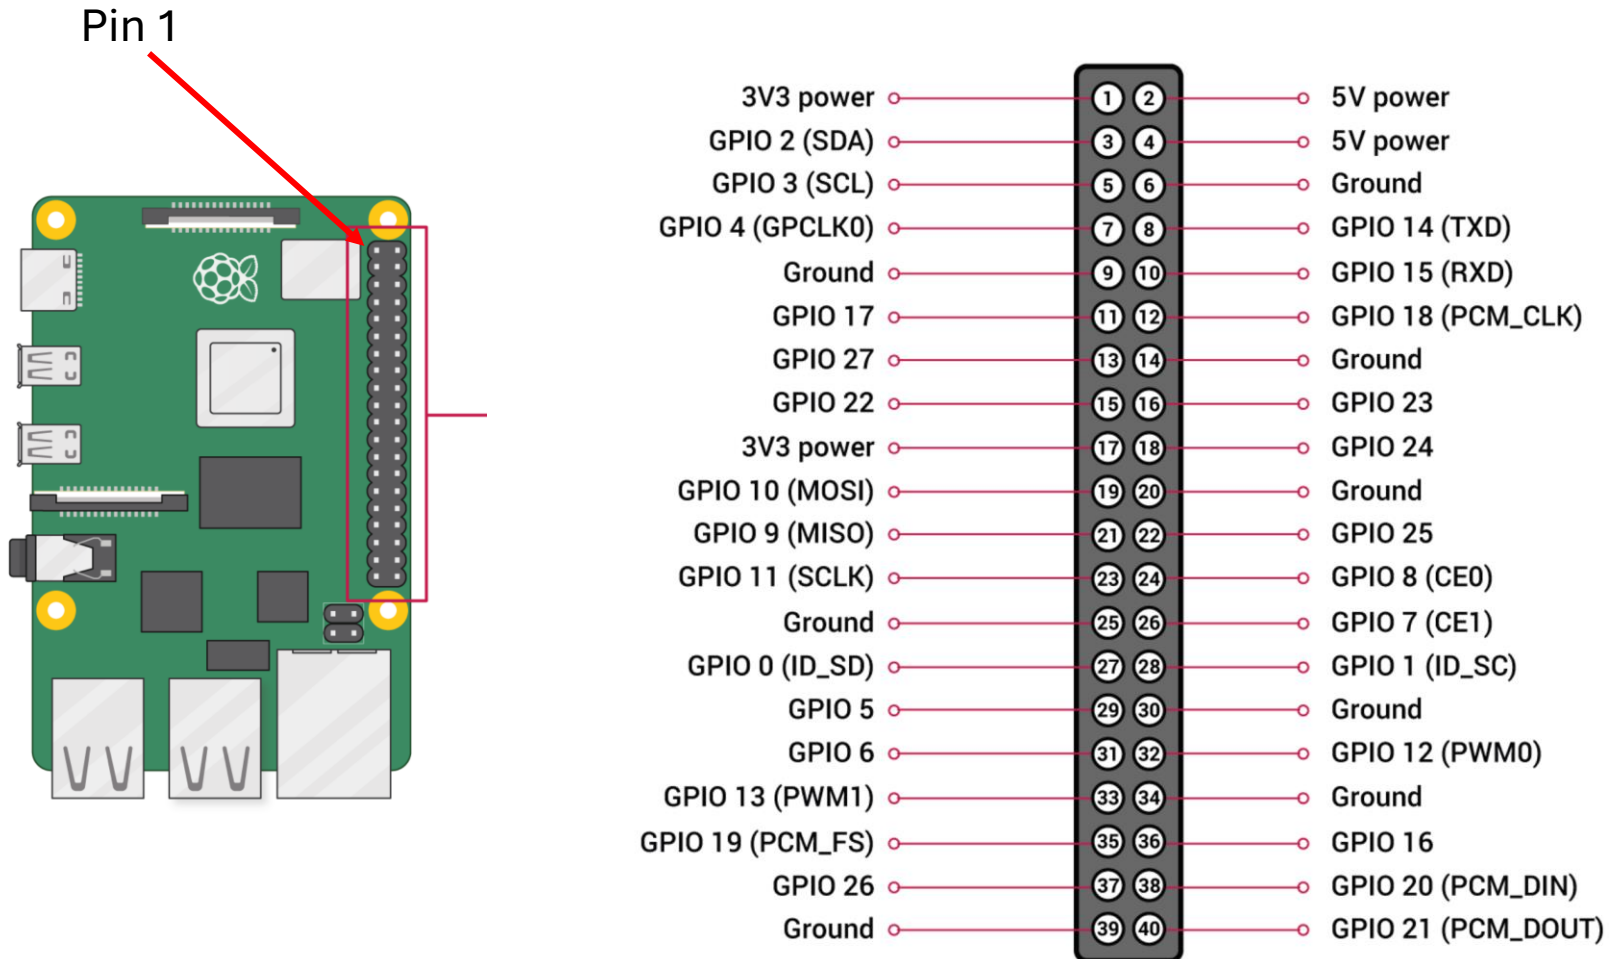 Pin 1
3V3 power 1 2 5V power
GPIO 2 (SDA) 3 4 5V power
GPIO 3 (SCL) 5 6 Ground
GPIO 4 (GPCLK0) 7 8 GPIO 14 (TXD)
Ground 9 10 GPIO 15 (RXD)
GPIO 17 11 12 GPIO 18 (PCM_CLK)
GPIO 27 13 14 Ground
GPIO 22 15 16 GPIO 23
3V3 power 17 18 GPIO 24
GPIO 10 (MOSI) 19 20 Ground
GPIO 9 (MISO) 21 22 GPIO 25
GPIO 11 (SCLK) 23 24 GPIO 8 (CE0)
Ground 25 26 GPIO 7 (CE1)
GPIO 0 (ID_SD) 27 28 GPIO 1 (ID_SC)
GPIO 5 29 30 Ground
GPIO 6 31 32 GPIO 12 (PWM0)
GPIO 13 (PWM1) 33 34 Ground
GPIO 19 (PCM_FS) 35 36 GPIO 16
GPIO 26 37 38 GPIO 20 (PCM_DIN)
Ground 39 40 GPIO 21 (PCM_DOUT)